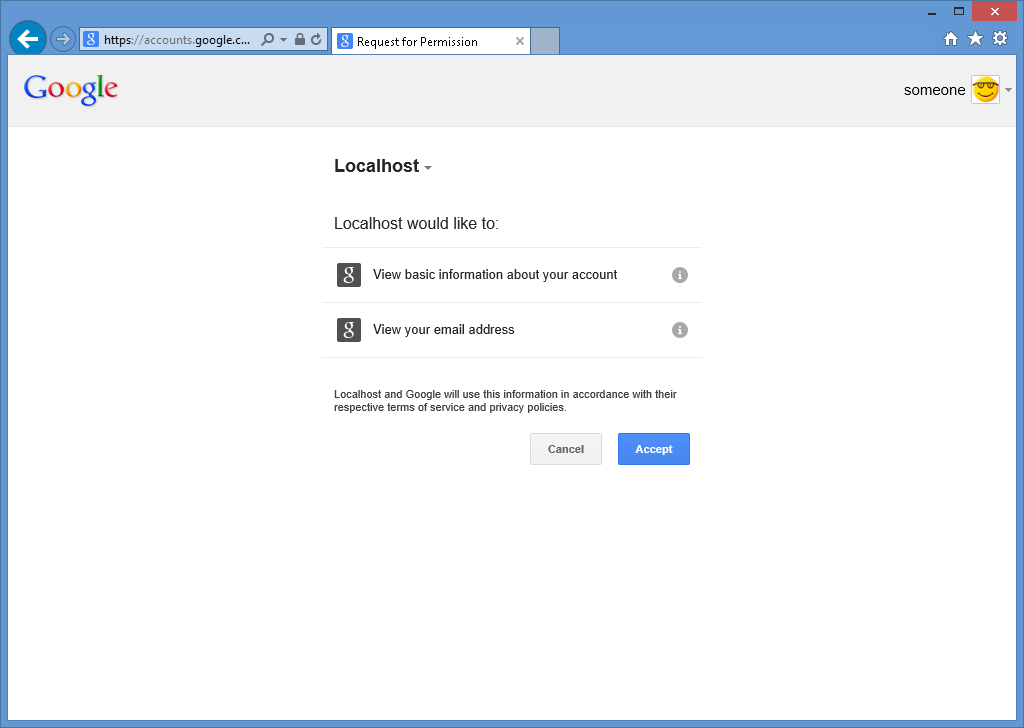 https://accounts.google.c...
Request for Permission
Google
someone
Localhost
Localhost would like to:
View basic information about your account
View your email address
Localhost and Google will use this information in accordance with their
respective terms of service and privacy policies.
Cancel
Accept